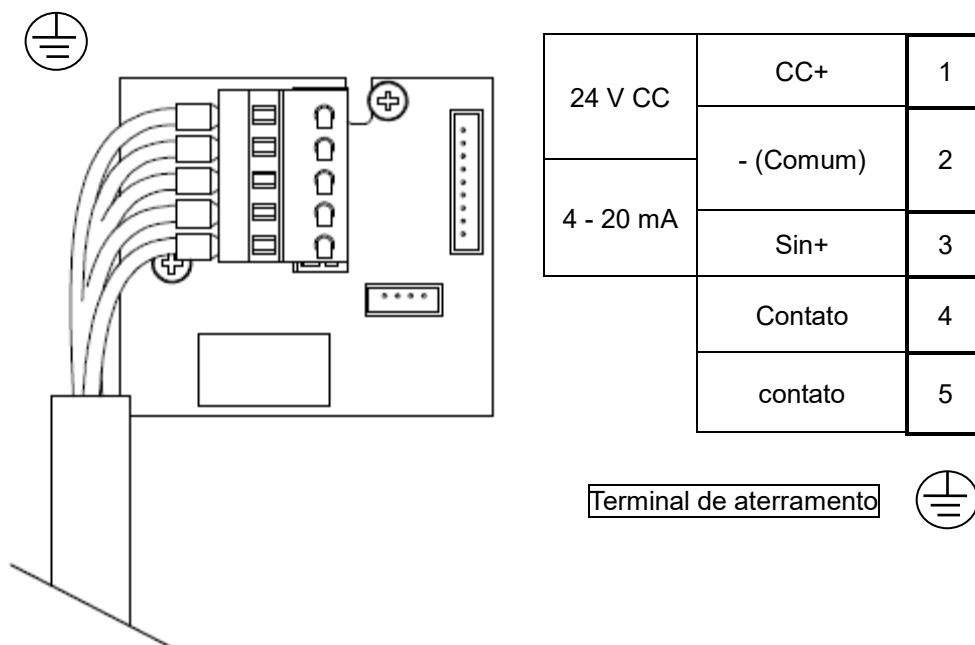 24 V CC
CC+
1
- (Comum)
2
4 - 20 mA
Sin+
3
Contato
4
contato
5
Terminal de aterramento